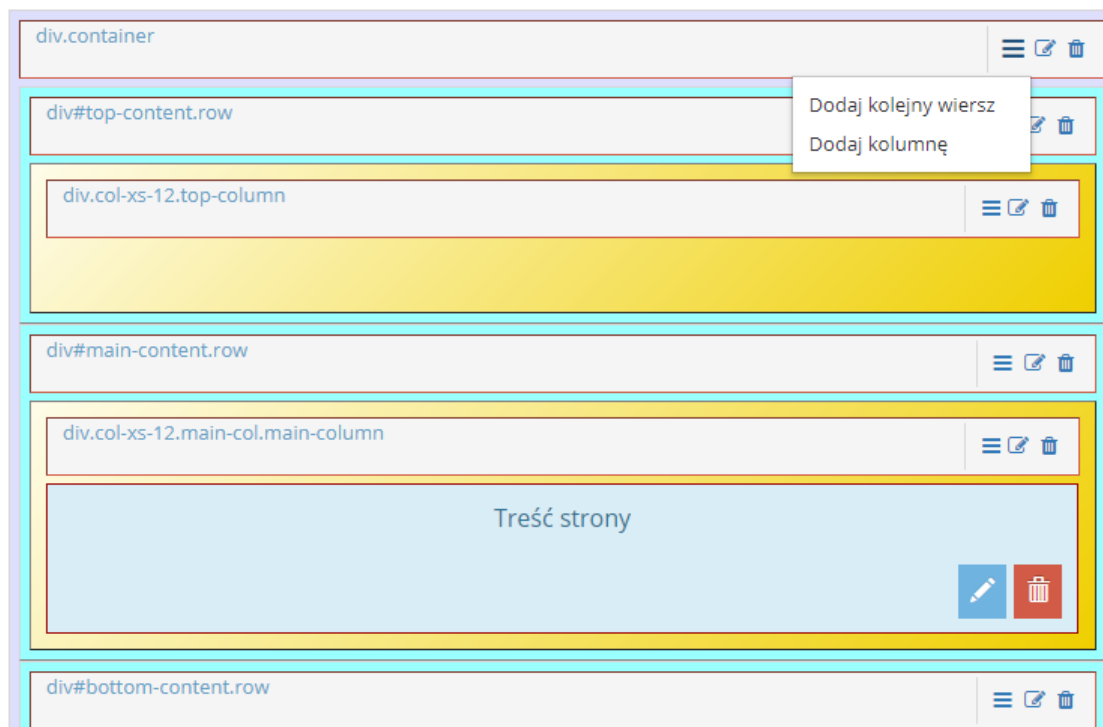 div.container
Dodaj kolejny wiersz
Dodaj kolumnę
div#top-content.row
div.col-xs-12.top-column
div#main-content.row
div.col-xs-12.main-col.main-column
Treść strony
div#bottom-content.row